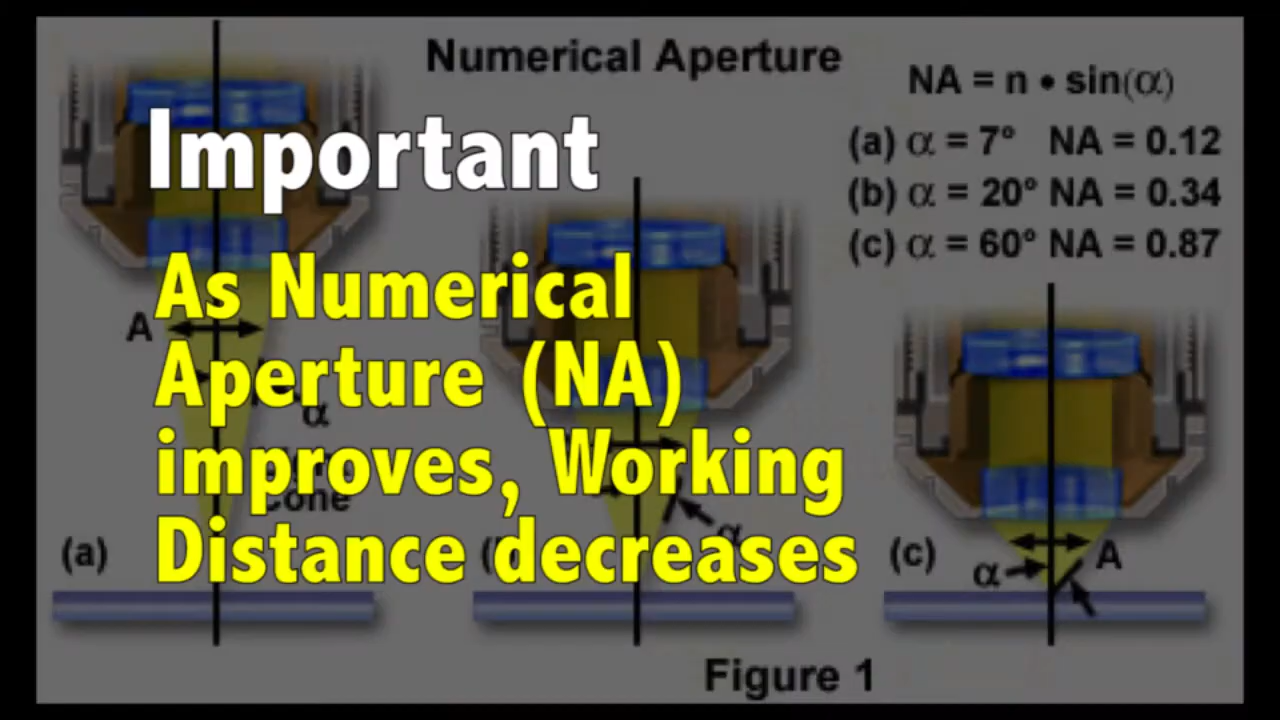 Numerical Aperture
NA = n • sin(α)
(a) α = 7° NA = 0.12
(b) α = 20° NA = 0.34
(c) α = 60° NA = 0.87
Important
As Numerical
Aperture (NA)
improves, Working
Distance decreases
A
α
Cone
(a)
α
(c)
α
A
Figure 1